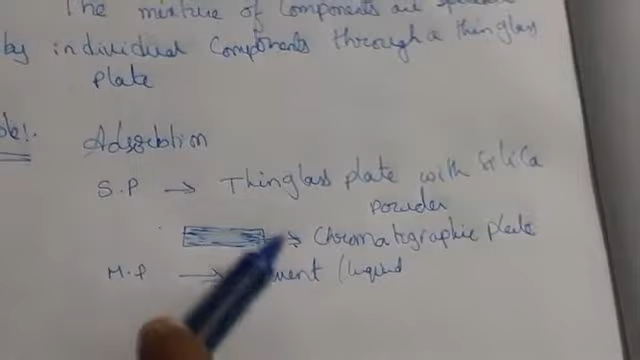 The mixture of Components are
by individual Components through a thin glass
plate
Adsorbtion
S.P → Thin glass plate with Silica
powder
→ Chromatographic plate
M.P → (liquid